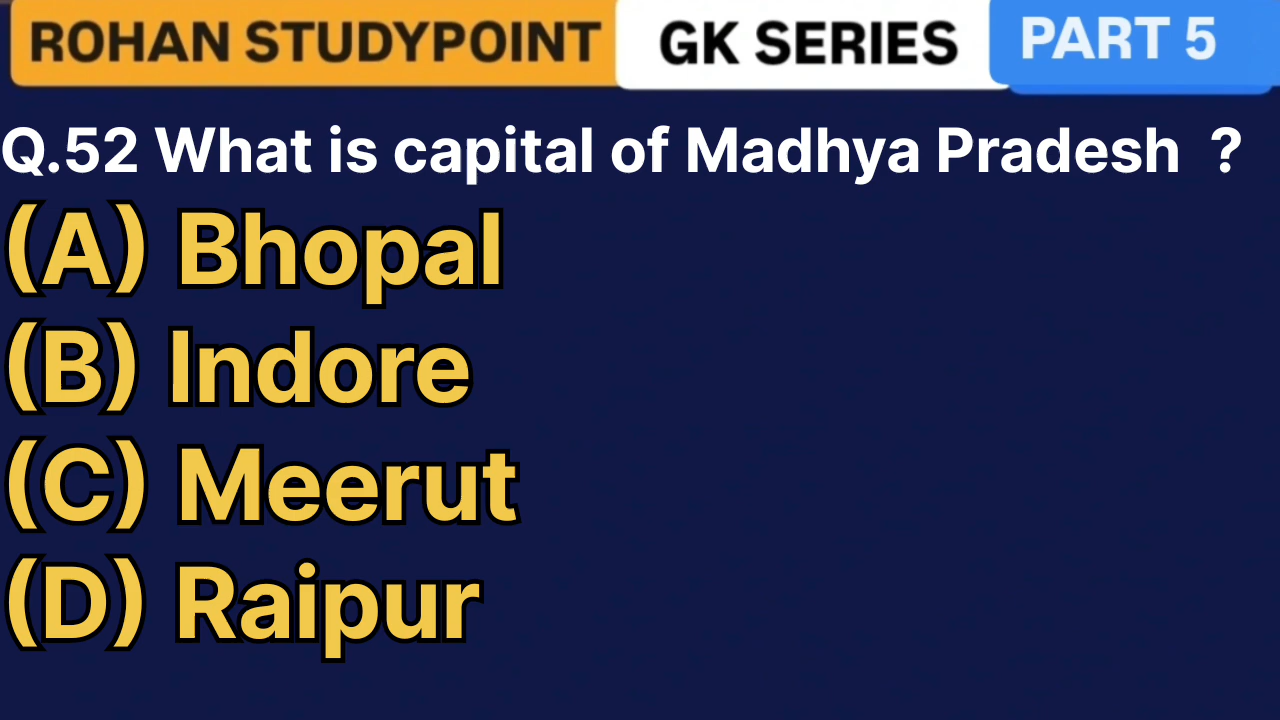 ROHAN STUDYPOINT GK SERIES PART 5
Q.52 What is capital of Madhya Pradesh ?
(A) Bhopal
(B) Indore
(C) Meerut
(D) Raipur